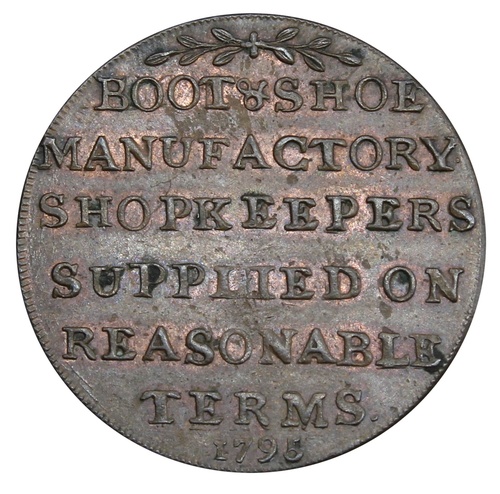 BOOT & SHOE
MANUFACTORY
SHOPKEEPERS
SUPPLIED ON
REASONABLE
TERMS.
1795